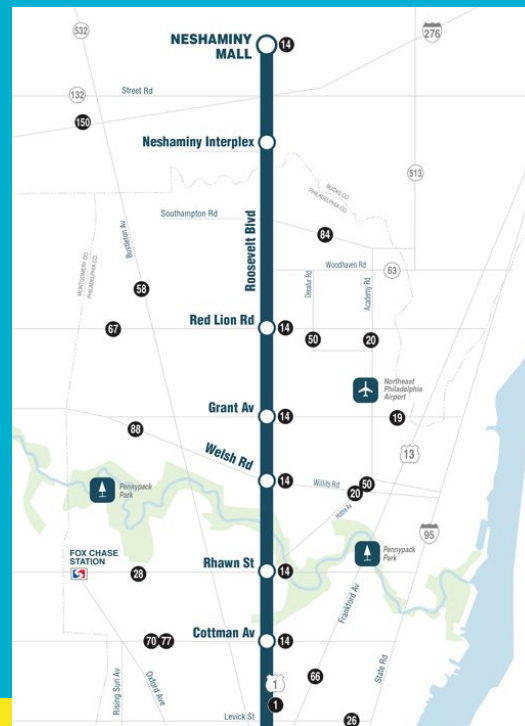 532
NESHAMINY
MALL
14
276
132
Street Rd
150
Neshaminy Interplex
513
BUCKS CO
PHILADELPHIA CO
Southampton Rd
84
Bustleton Av
Roosevelt Blvd
MONTGOMERY CO
PHILADELPHIA CO
Woodhaven Rd
63
Decatur Rd
Academy Rd
58
67
Red Lion Rd
14
50
20
Northeast
Philadelphia
Airport
Grant Av
14
19
88
13
Welsh Rd
14
Willits Rd
50
20
Holme Av
Pennypack
Park
95
FOX CHASE
STATION
28
Rhawn St
14
Pennypack
Park
Frankford Av
70
77
Cottman Av
14
State Rd
Rising Sun Av
Oxford Ave
1
66
1
Levick St
26